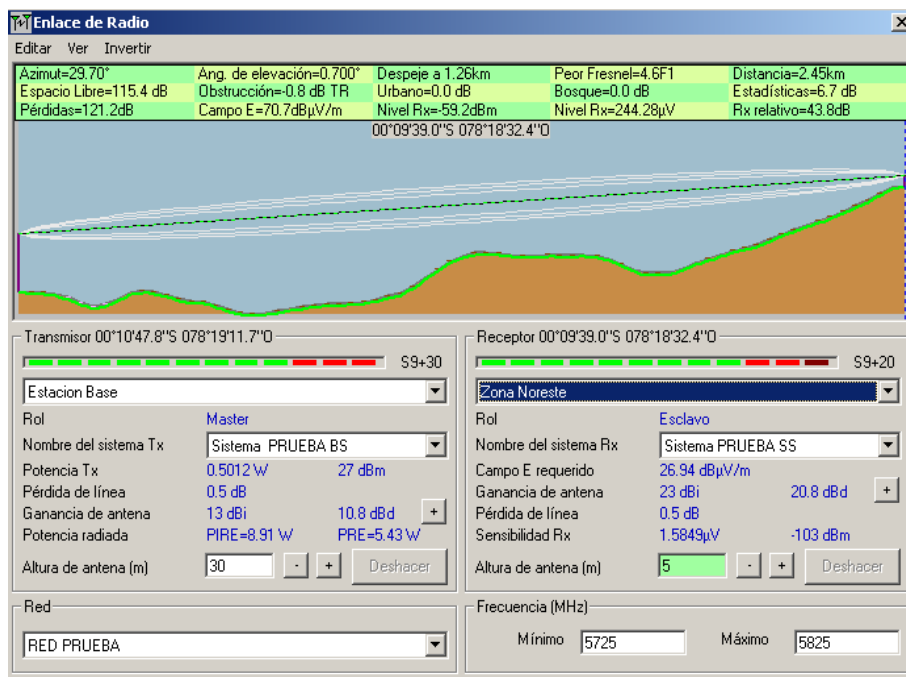 Enlace de Radio
Editar Ver Invertir
Azimut=29.70° Ang. de elevación=0.700° Despeje a 1.26km Peor Fresnel=4.6F1 Distancia=2.45km
Espacio Libre=115.4 dB Obstrucción=-0.8 dB TR Urbano=0.0 dB Bosque=0.0 dB Estadísticas=6.7 dB
Pérdidas=121.2dB Campo E=70.7dBµV/m Nivel Rx=-59.2dBm Nivel Rx=244.28µV Rx relativo=43.8dB
00°09'39.0''S 078°18'32.4''O
Transmisor 00°10'47.8''S 078°19'11.7''O
S9+30
Estacion Base
Rol Master
Nombre del sistema Tx Sistema PRUEBA BS
Potencia Tx 0.5012 W 27 dBm
Pérdida de línea 0.5 dB
Ganancia de antena 13 dBi 10.8 dBd +
Potencia radiada PIRE=8.91 W PRE=5.43 W
Altura de antena (m) 30 - + Deshacer
Receptor 00°09'39.0''S 078°18'32.4''O
S9+20
Zona Noreste
Rol Esclavo
Nombre del sistema Rx Sistema PRUEBA SS
Campo E requerido 26.94 dBµV/m
Ganancia de antena 23 dBi 20.8 dBd +
Pérdida de línea 0.5 dB
Sensibilidad Rx 1.5849µV -103 dBm
Altura de antena (m) 5 - + Deshacer
Red
RED PRUEBA
Frecuencia (MHz)
Mínimo 5725 Máximo 5825